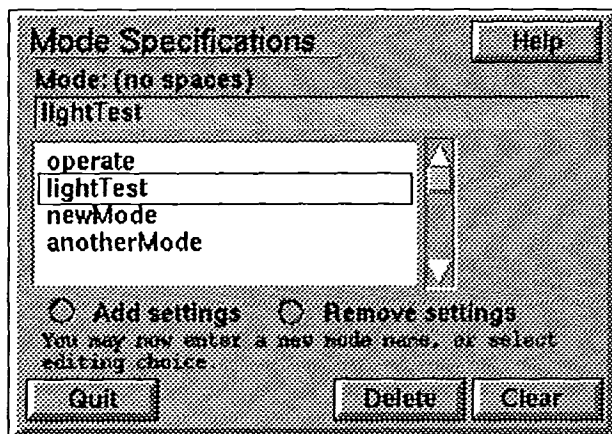 Mode Specifications
Help
Mode: (no spaces)
lightTest
operate
lightTest
newMode
anotherMode
Add settings Remove settings
You may now enter a new mode name, or select
editing choice.
Quit Delete Clear